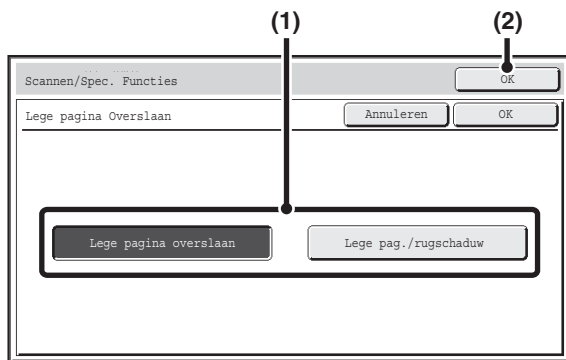 (1) (2)
Scannen/Spec. Functies OK
Lege pagina Overslaan Annuleren OK
Lege pagina overslaan Lege pag./rugschaduw